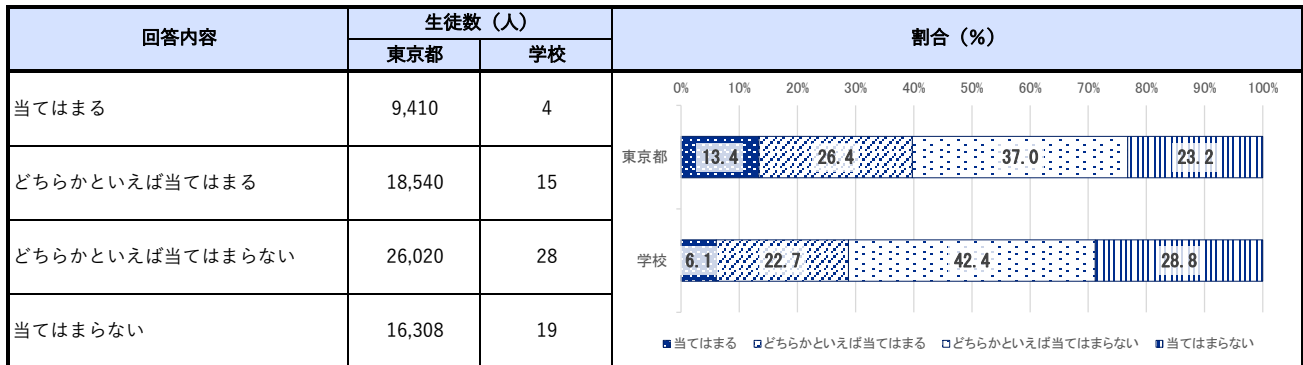 回答内容 生徒数（人） 割合（%）
東京都 学校
当てはまる 9,410 4
どちらかといえば当てはまる 18,540 15
どちらかといえば当てはまらない 26,020 28
当てはまらない 16,308 19
0% 10% 20% 30% 40% 50% 60% 70% 80% 90% 100%
東京都 13.4 26.4 37.0 23.2
学校 6.1 22.7 42.4 28.8
当てはまる どちらかといえば当てはまる どちらかといえば当てはまらない 当てはまらない